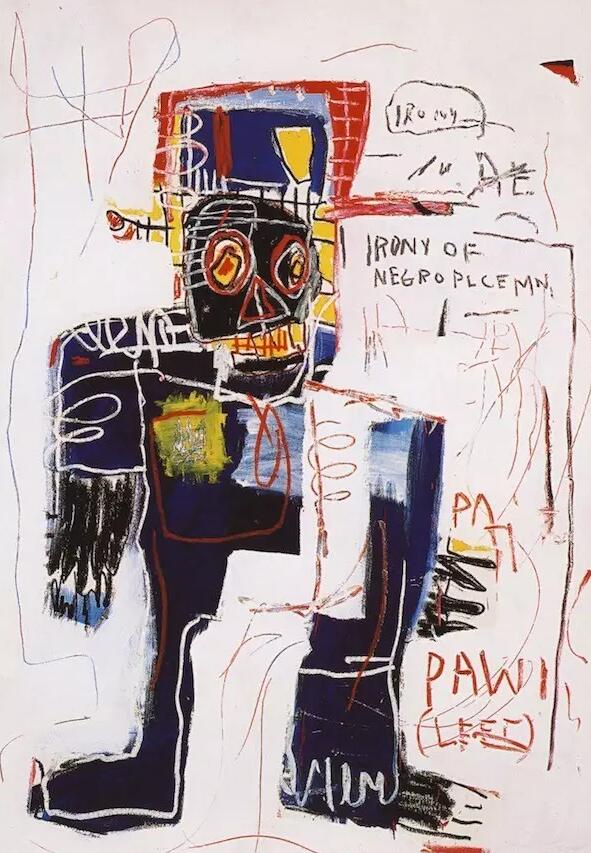 IRONY
IRONY OF
NEGRO PLCEMN.
PA
PAW
(LEFT)